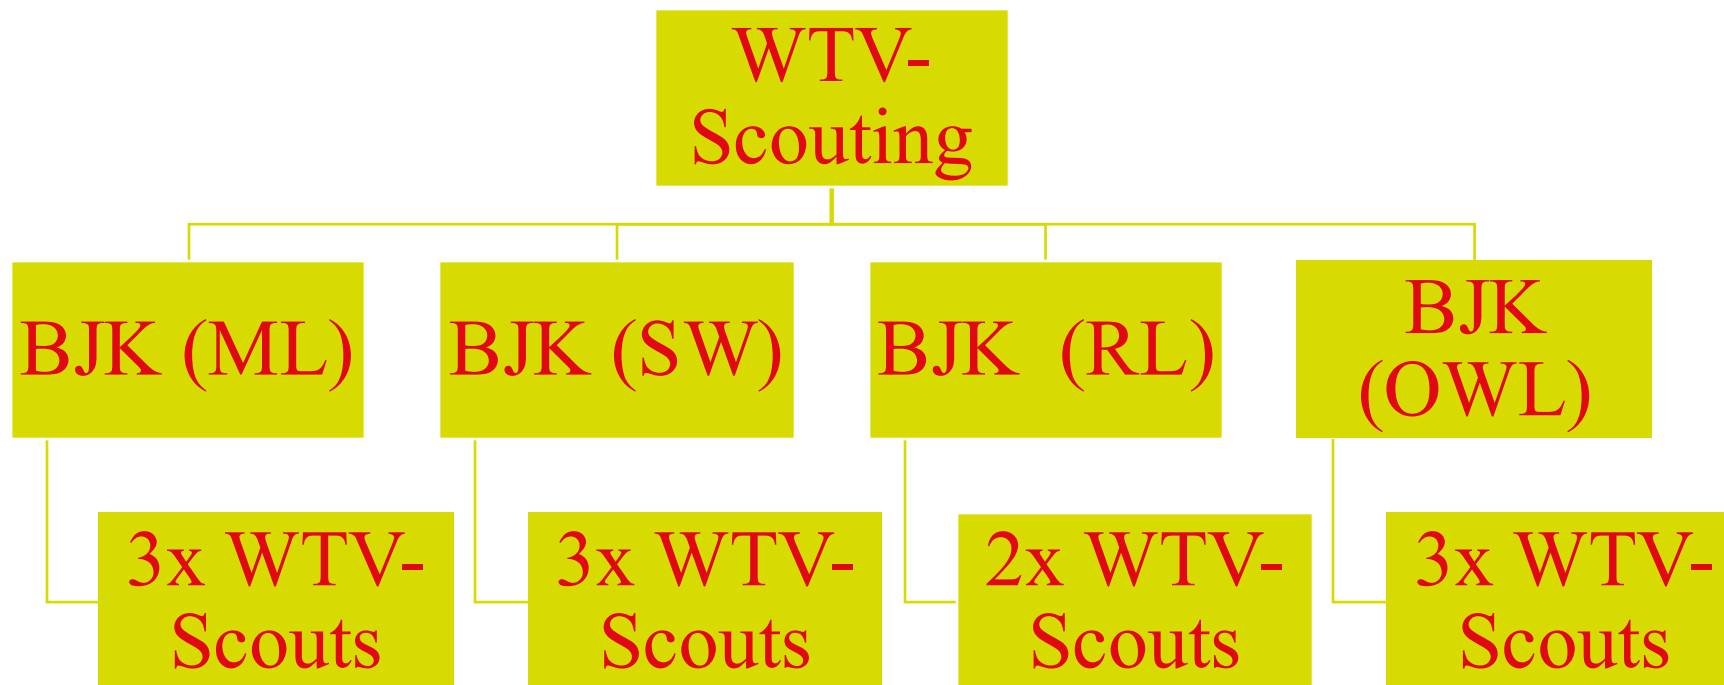 WTV-
Scouting
BJK (ML)
BJK (SW)
BJK (RL)
BJK
(OWL)
3x WTV-
Scouts
3x WTV-
Scouts
2x WTV-
Scouts
3x WTV-
Scouts